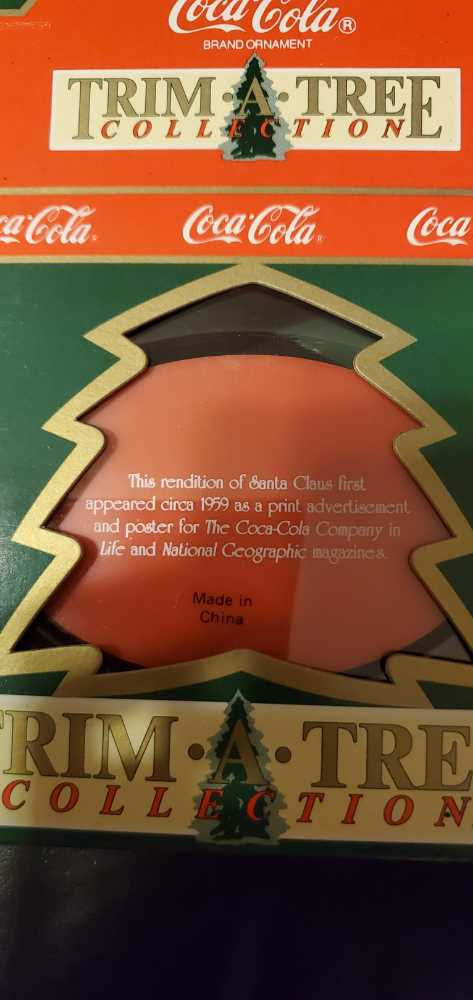 Coca-Cola®
BRAND ORNAMENT
TRIM·A·TREE
COLLECTION
Coca-Cola® Coca-Cola® Coca
This rendition of Santa Claus first
appeared circa 1959 as a print advertisement
and poster for The Coca-Cola Company in
Life and National Geographic magazines.
Made in
China
TRIM·A·TRE
COLLECTION